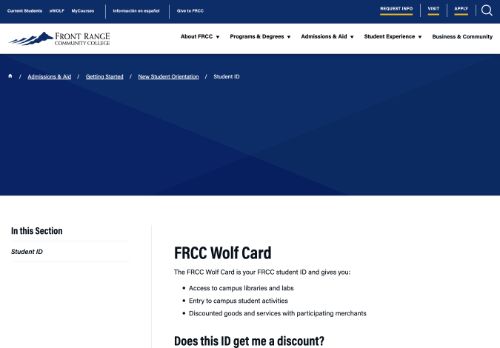 Current Students eWOLF MyCourses Información en español Give to FRCC REQUEST INFO VISIT APPLY
FRONT RANGE
COMMUNITY COLLEGE
About FRCC ▼ Programs & Degrees ▼ Admissions & Aid ▼ Student Experience ▼ Business & Community
/ Admissions & Aid / Getting Started / New Student Orientation / Student ID
In this Section
Student ID
FRCC Wolf Card
The FRCC Wolf Card is your FRCC student ID and gives you:
• Access to campus libraries and labs
• Entry to campus student activities
• Discounted goods and services with participating merchants
Does this ID get me a discount?